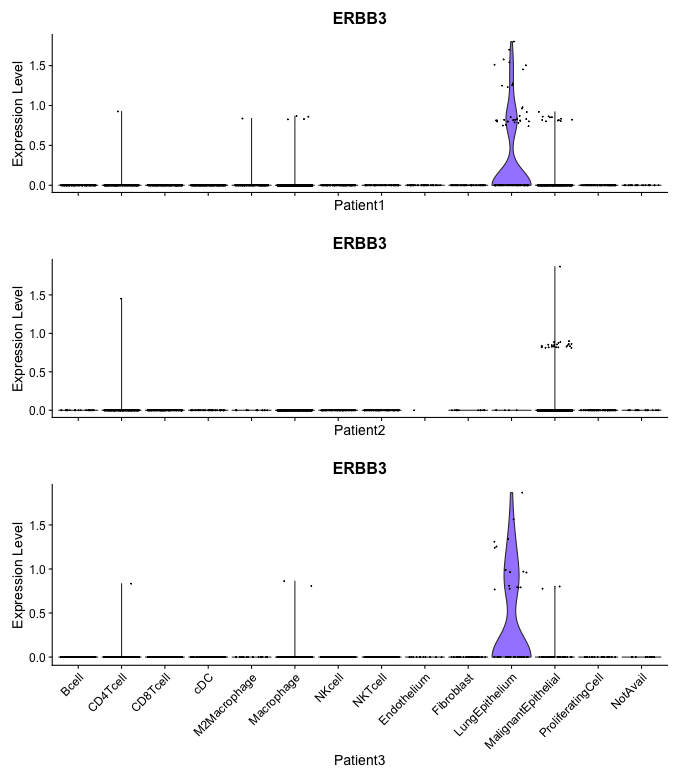 ERBB3
Expression Level
1.5
1.0
0.5
0.0
Patient1
ERBB3
Expression Level
1.5
1.0
0.5
0.0
Patient2
ERBB3
Expression Level
1.5
1.0
0.5
0.0
Bcell
CD4Tcell
CD8Tcell
cDC
M2Macrophage
Macrophage
NKcell
NKTcell
Endothelium
Fibroblast
LungEpithelium
MalignantEpithelial
ProliferatingCell
NotAvail
Patient3